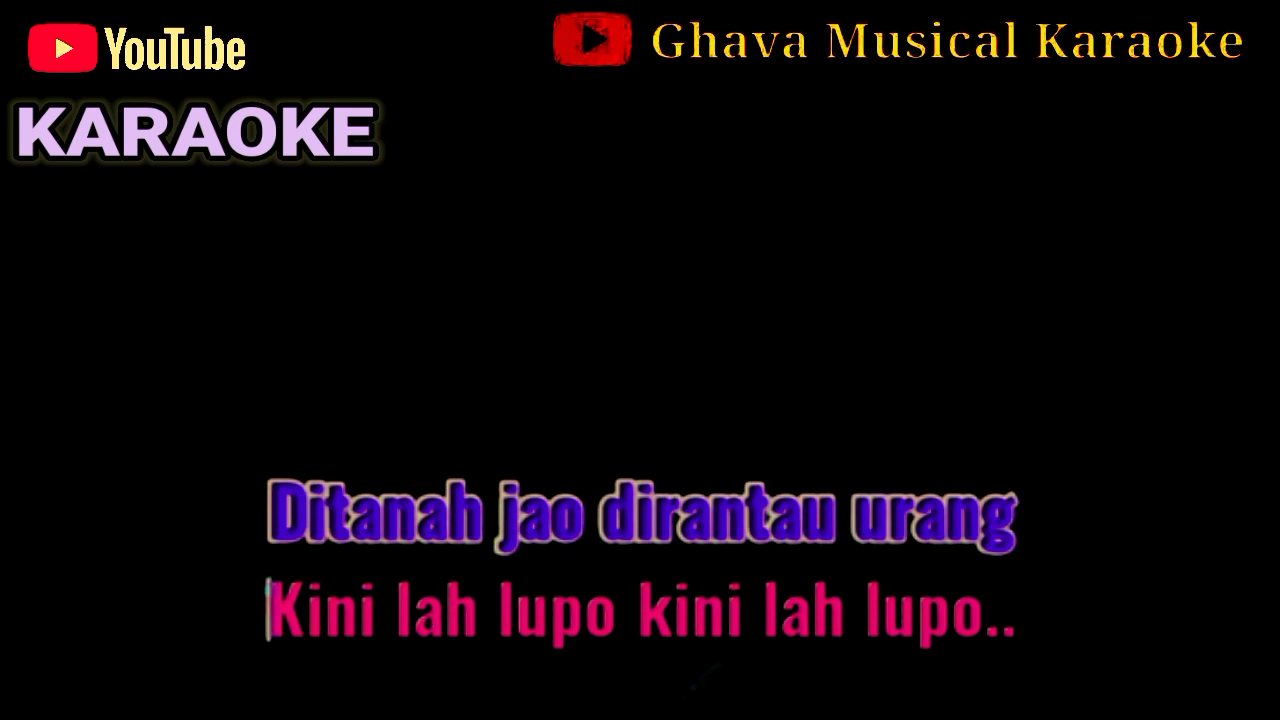 YouTube
Ghava Musical Karaoke
KARAOKE
Ditanah jao dirantau urang
Kini lah lupo kini lah lupo..